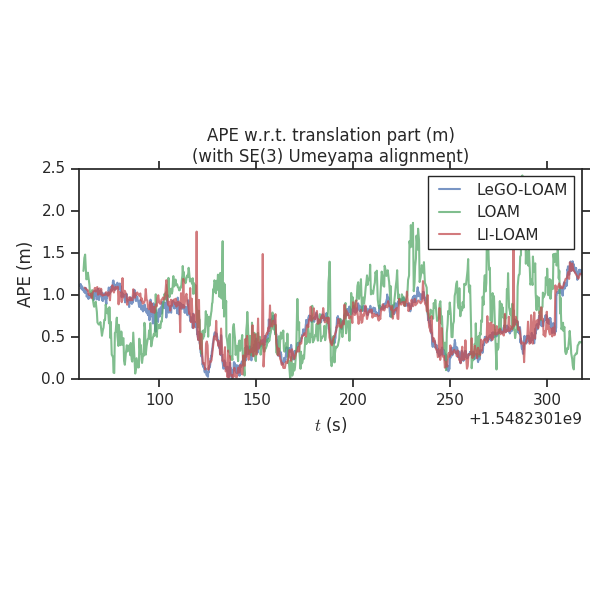 APE w.r.t. translation part (m)
(with SE(3) Umeyama alignment)
2.5
2.0
1.5
1.0
0.5
0.0
APE (m)
LeGO-LOAM
LOAM
LI-LOAM
100
150
200
250
300
+1.5482301e9
t (s)